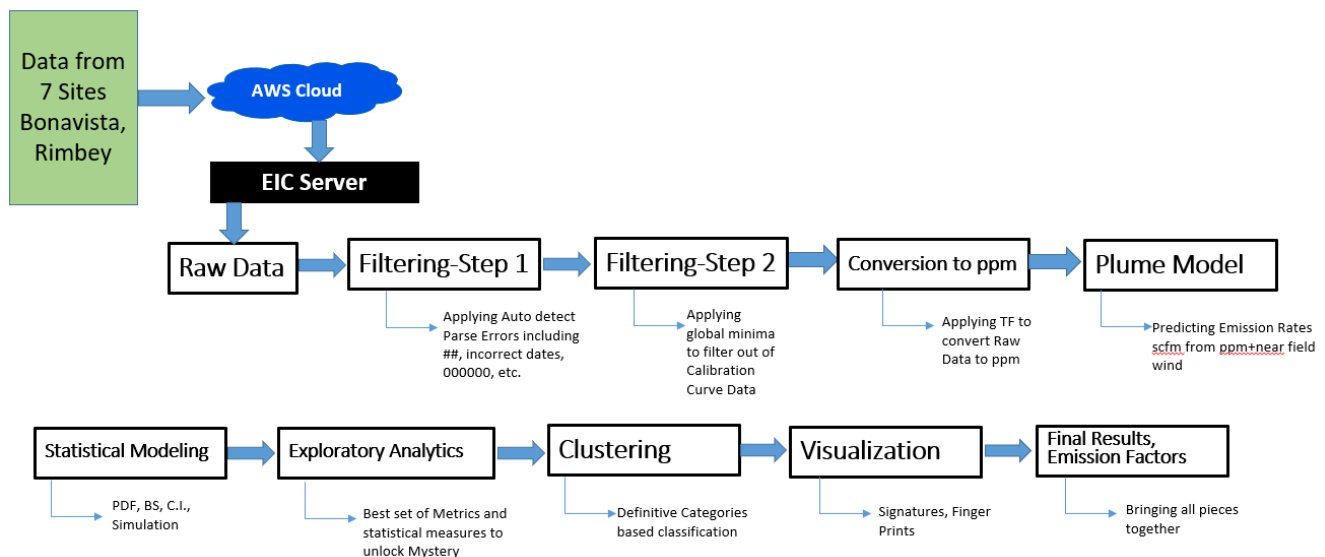 Data from
7 Sites
Bonavista,
Rimbey
AWS Cloud
EIC Server
Raw Data
Filtering-Step 1
Filtering-Step 2
Conversion to ppm
Plume Model
Applying Auto detect
Parse Errors including
##, incorrect dates,
000000, etc.
Applying
global minima
to filter out of
Calibration
Curve Data
Applying TF to
convert Raw
Data to ppm
Predicting Emission Rates
scfm from ppm+near field
wind
Statistical Modeling
Exploratory Analytics
Clustering
Visualization
Final Results,
Emission Factors
PDF, BS, C.I.,
Simulation
Best set of Metrics and
statistical measures to
unlock Mystery
Definitive Categories
based classification
Signatures, Finger
Prints
Bringing all pieces
together